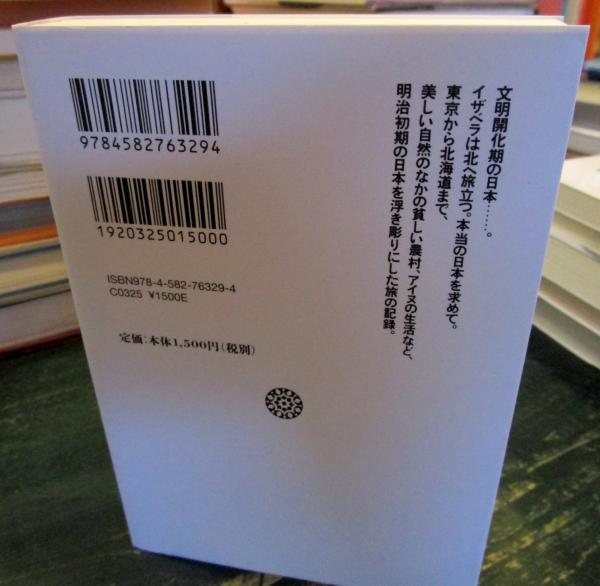 文明開化期の日本……。
イザベラは北へ旅立つ。本当の日本を求めて。
東京から北海道まで、
美しい自然のなかの貧しい農村、アイヌの生活など、
明治初期の日本を浮き彫りにした旅の記録。
9784582763294
1920325015000
ISBN978-4-582-76329-4
C0325 ¥1500E
定価:本体1,500円(税別)